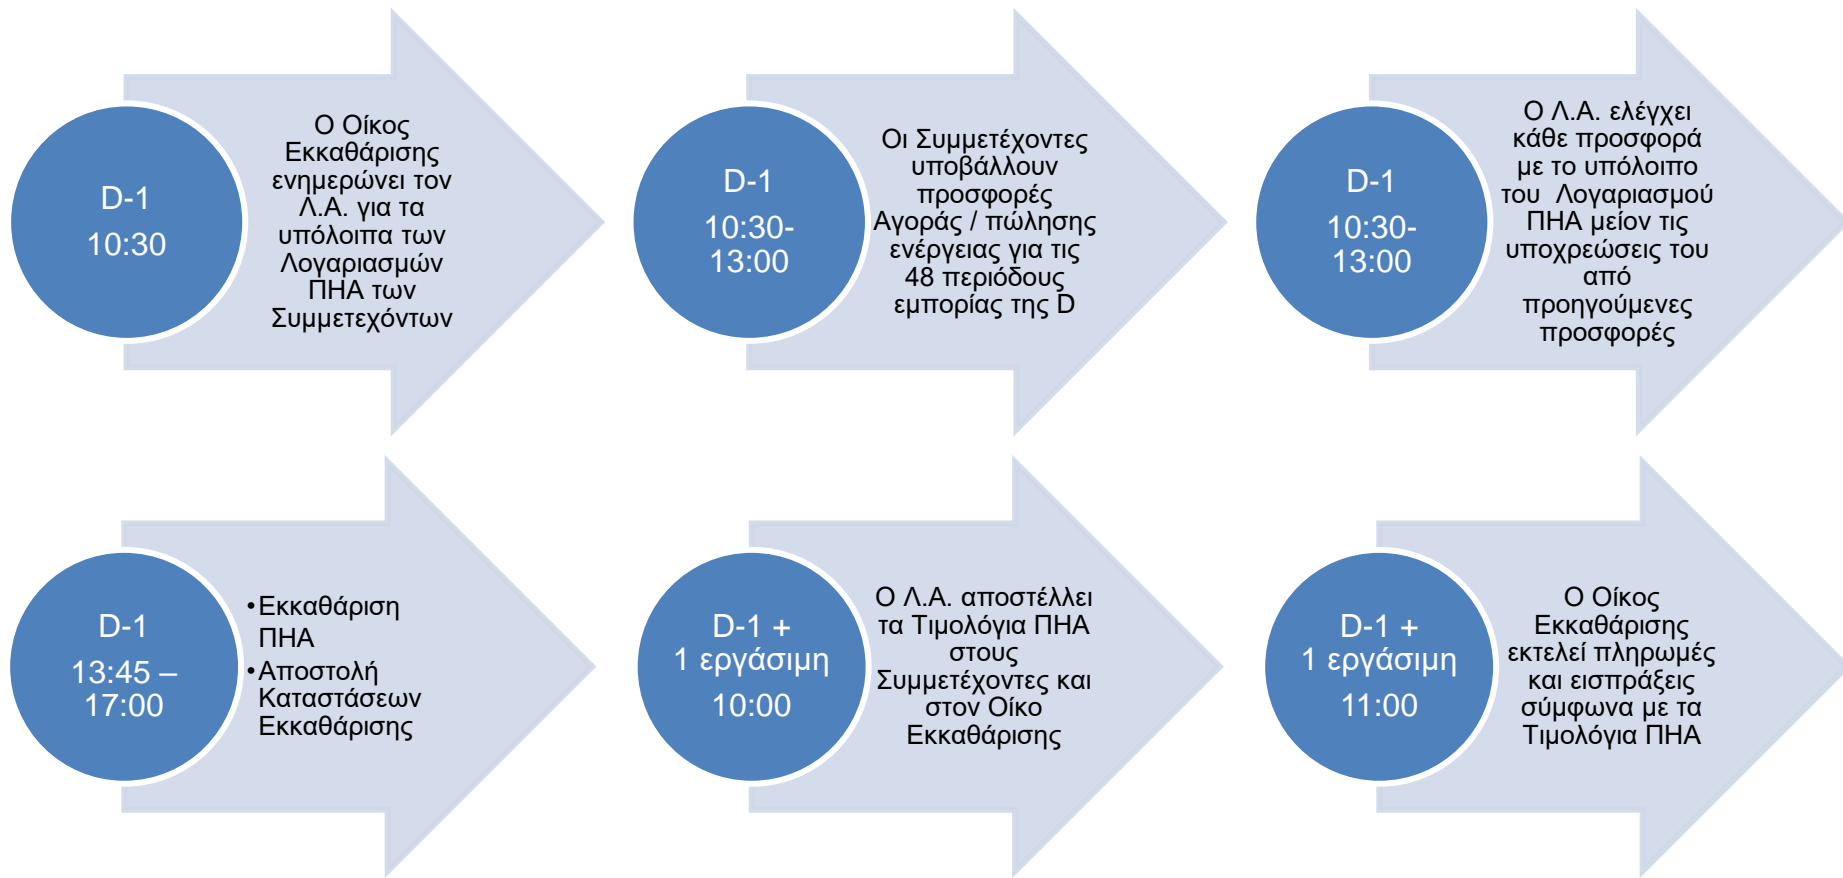 D-1
10:30
Ο Οίκος
Εκκαθάρισης
ενημερώνει τον
Λ.Α. για τα
υπόλοιπα των
Λογαριασμών
ΠΗΑ των
Συμμετεχόντων
D-1
10:30-
13:00
Οι Συμμετέχοντες
υποβάλλουν
προσφορές
Αγοράς / πώλησης
ενέργειας για τις
48 περιόδους
εμπορίας της D
D-1
10:30-
13:00
Ο Λ.Α. ελέγχει
κάθε προσφορά
με το υπόλοιπο
του  Λογαριασμού
ΠΗΑ μείον τις
υποχρεώσεις του
από
προηγούμενες
προσφορές
D-1
13:45 –
17:00
•Εκκαθάριση
ΠΗΑ
•Αποστολή
Καταστάσεων
Εκκαθάρισης
D-1 +
1 εργάσιμη
10:00
Ο Λ.Α. αποστέλλει
τα Τιμολόγια ΠΗΑ
στους
Συμμετέχοντες και
στον Οίκο
Εκκαθάρισης
D-1 +
1 εργάσιμη
11:00
Ο Οίκος
Εκκαθάρισης
εκτελεί πληρωμές
και εισπράξεις
σύμφωνα με τα
Τιμολόγια ΠΗΑ